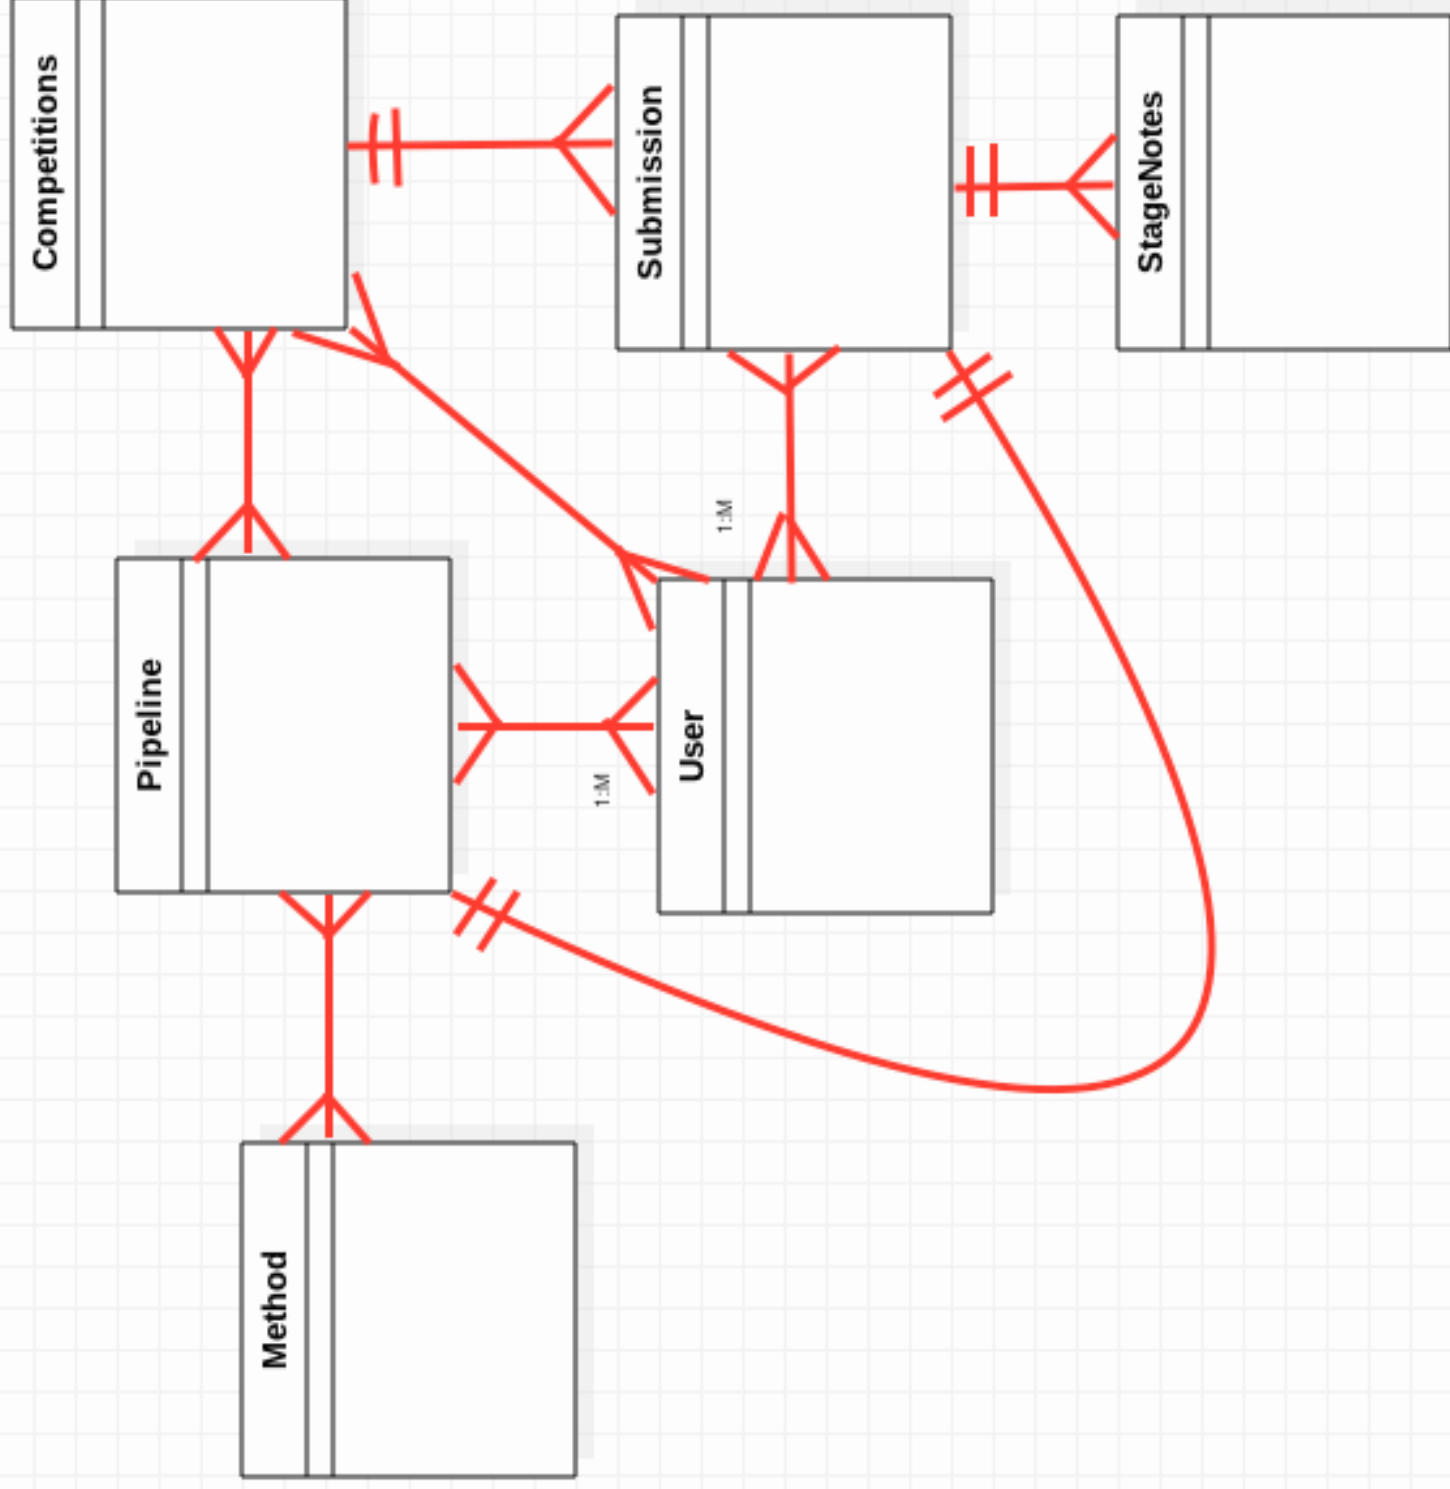 Competitions
Submission
StageNotes
Pipeline
1:M
1:M
User
Method